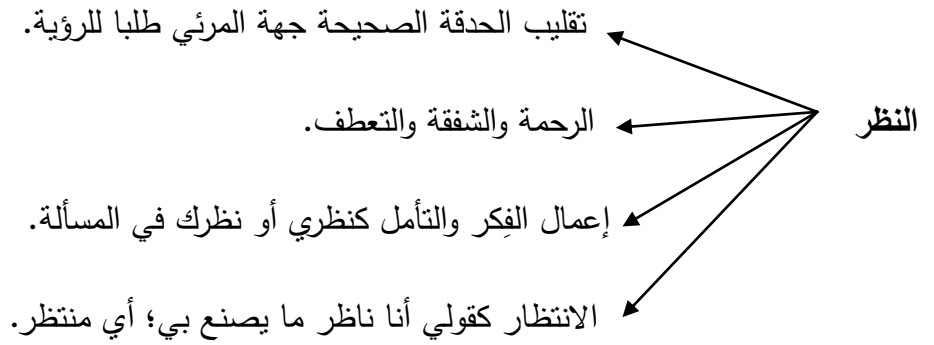 تقليب الحدقة الصحيحة جهة المرئي طلبا للرؤية.
النظر
الرحمة والشفقة والتعطف.
إعمال الفِكر والتأمل كنظري أو نظرك في المسألة.
الانتظار كقولي أنا ناظر ما يصنع بي؛ أي منتظر.